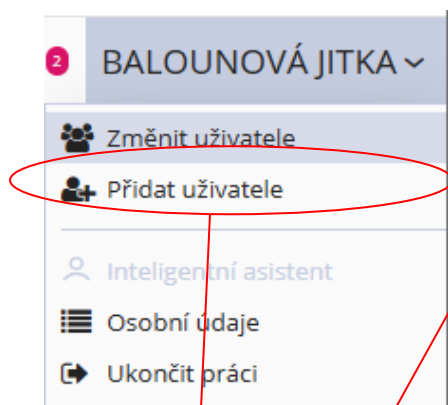 2 BALOUNOVÁ JITKA
Změnit uživatele
Přidat uživatele
Inteligentní asistent
Osobní údaje
Ukončit práci